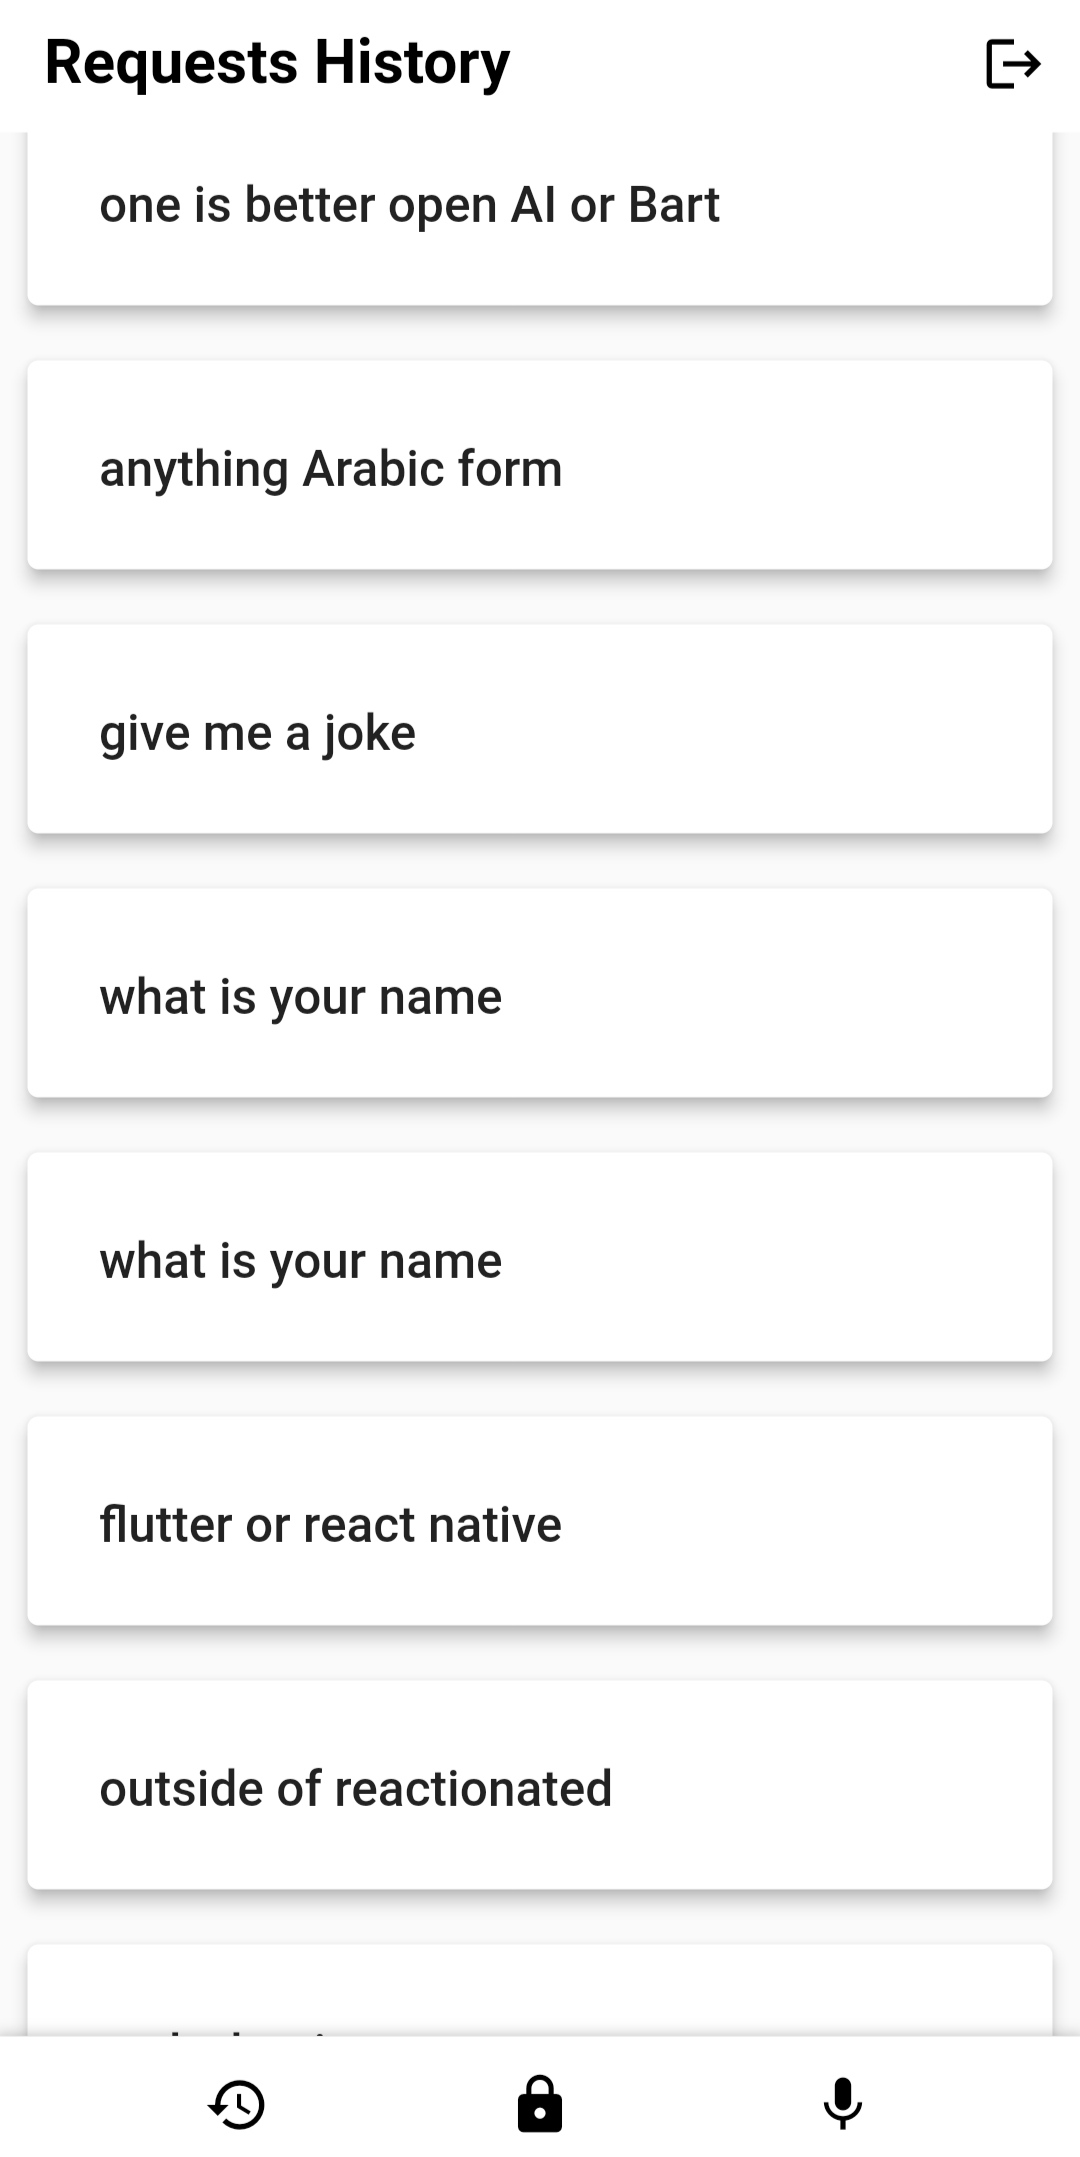 Requests History
one is better open AI or Bart
anything Arabic form
give me a joke
what is your name
what is your name
flutter or react native
outside of reactionated